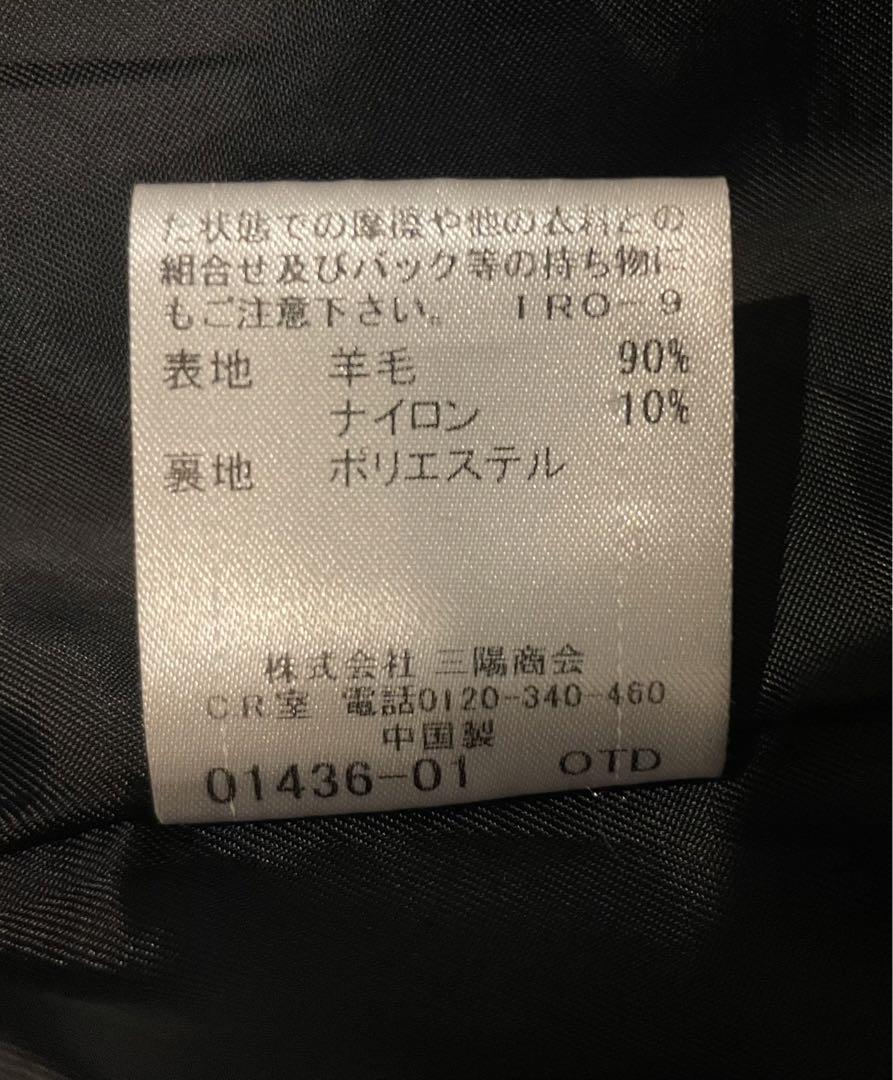 た状態での摩擦や他の衣料との
組合せ及びバック等の持ち物に
もご注意下さい。 IRO-9
表地 羊毛 90%
ナイロン 10%
裏地 ポリエステル
株式会社 三陽商会
CR室 電話0120-340-460
中国製
01436-01 OTD